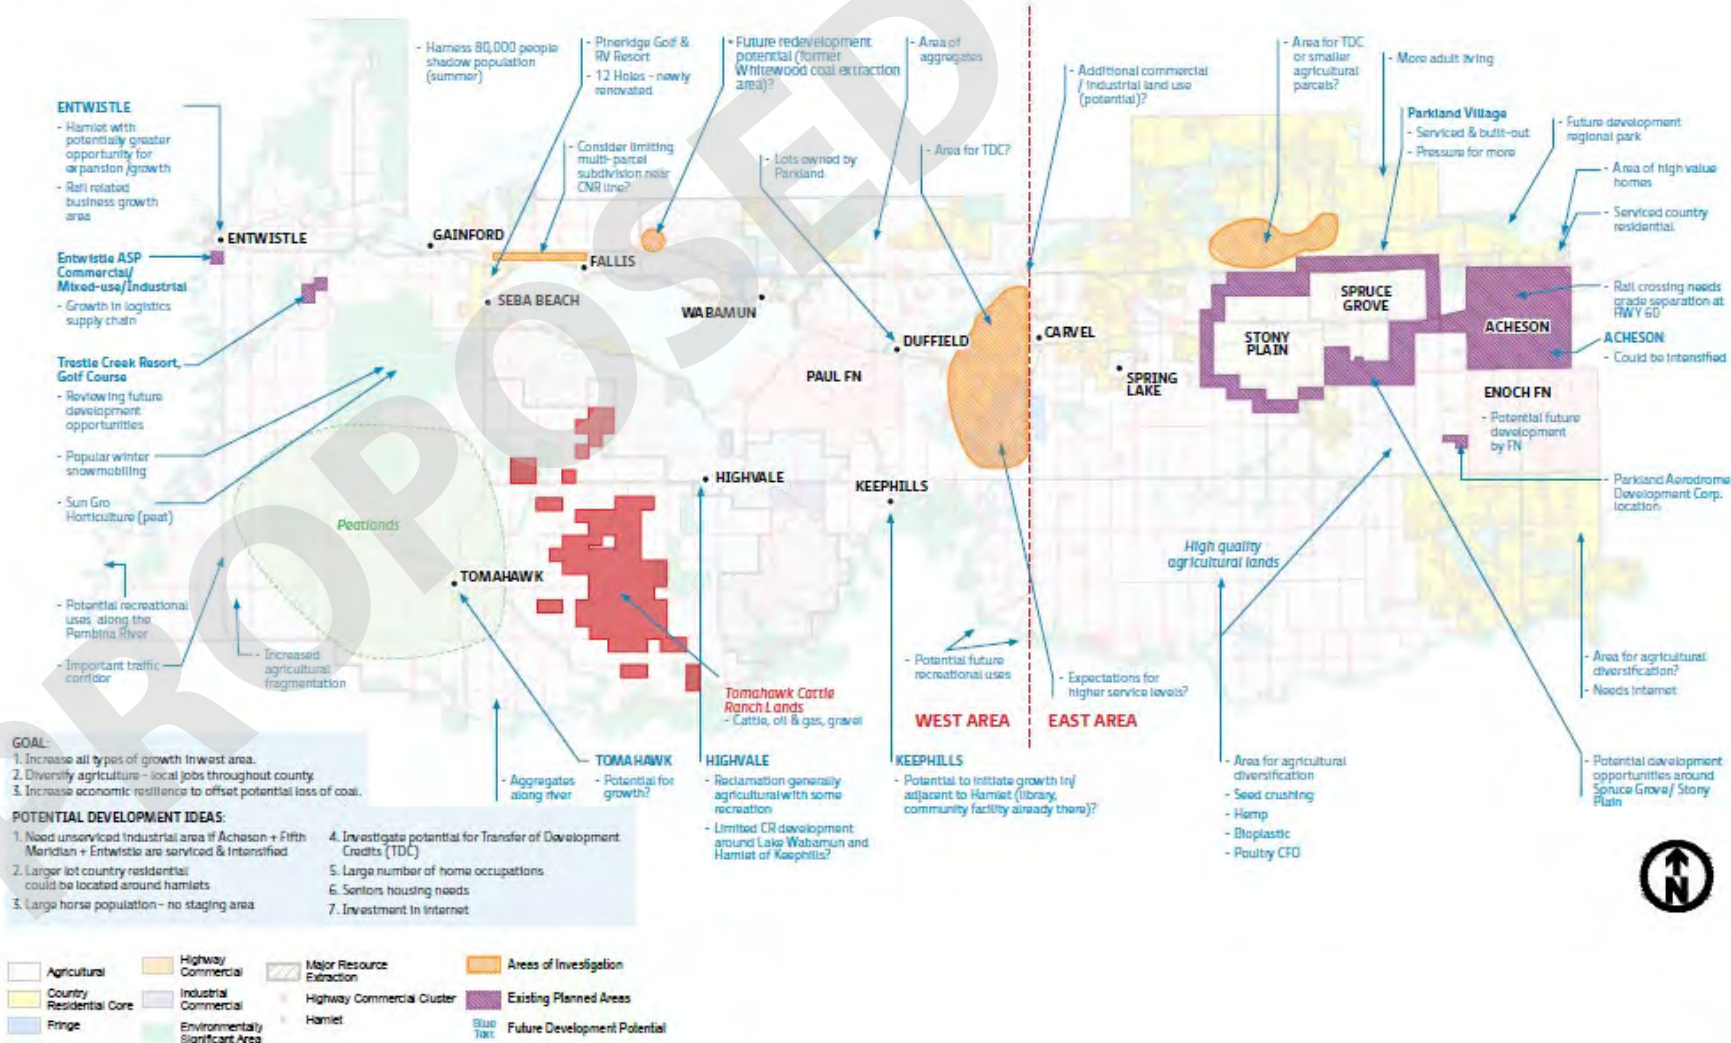 - Harness 80,000 people
shadow population
(summer)
- Pineridge Golf &
RV Resort
- 12 Holes - newly
renovated
- Future redevelopment
potential (former
Whitewood coal extraction
area)?
- Area of
aggregates
- Additional commercial
/ industrial land use
(potential)?
- Area for TDC
or smaller
agricultural
parcels?
- More adult living
Parkland Village
- Serviced & built-out
- Pressure for more
- Future development
regional park
- Area of high value
homes
- Serviced country
residential
ENTWISTLE
- Hamlet with
potentially greater
opportunity for
expansion /growth
- Rail related
business growth
area
- Consider limiting
multi-parcel
subdivision near
CNR line?
- Lots owned by
Parkland
- Area for TDC?
ENTWISTLE
GAINFORD
FALLIS
SEBA BEACH
WABAMUN
DUFFIELD
PAUL FN
CARVEL
SPRING
LAKE
STONY
PLAIN
SPRUCE
GROVE
ACHESON
ENOCH FN
- Potential future
development
by FN
- Rail crossing needs
grade separation at
HWY 60
ACHESON
- Could be intensified
- Parkland Aerodrome
Development Corp.
location
Entwistle ASP
Commercial/
Mixed-use/Industrial
- Growth in logistics
supply chain
Trestle Creek Resort,
Golf Course
- Reviewing future
development
opportunities
- Popular winter
snowmobiling
- Sun Gro
Horticulture (peat)
Peatlands
HIGHVALE
KEEPHILLS
TOMAHAWK
High quality
agricultural lands
- Potential recreational
uses along the
Pembina River
- Important traffic
corridor
- Increased
agricultural
fragmentation
Tomahawk Cattle
Ranch Lands
- Cattle, oil & gas, gravel
- Potential future
recreational uses
- Expectations for
higher service levels?
WEST AREA
EAST AREA
- Area for agricultural
diversification?
- Needs internet
- Aggregates
along river
TOMAHAWK
- Potential for
growth?
HIGHVALE
- Reclamation generally
agricultural with some
recreation
- Limited CR development
around Lake Wabamun and
Hamlet of Keephills?
KEEPHILLS
- Potential to initiate growth in/
adjacent to Hamlet (library,
community facility already there)?
- Area for agricultural
diversification
- Seed crushing
- Hemp
- Bioplastic
- Poultry CFO
- Potential development
opportunities around
Spruce Grove/ Stony
Plain
GOAL:
1. Increase all types of growth in west area.
2. Diversify agriculture - local jobs throughout county.
3. Increase economic resilience to offset potential loss of coal.
POTENTIAL DEVELOPMENT IDEAS:
1. Need unserviced industrial area if Acheson + Fifth
Meridian + Entwistle are serviced & intensified
2. Larger lot country residential
could be located around hamlets
3. Large horse population - no staging area
4. Investigate potential for Transfer of Development
Credits (TDC)
5. Large number of home occupations
6. Seniors housing needs
7. Investment in internet
Agricultural
Country
Residential Core
Fringe
Highway
Commercial
Industrial
Commercial
Environmentally
Significant Area
Major Resource
Extraction
Highway Commercial Cluster
Hamlet
Areas of Investigation
Existing Planned Areas
Blue
Text
Future Development Potential
N
PROPOSED